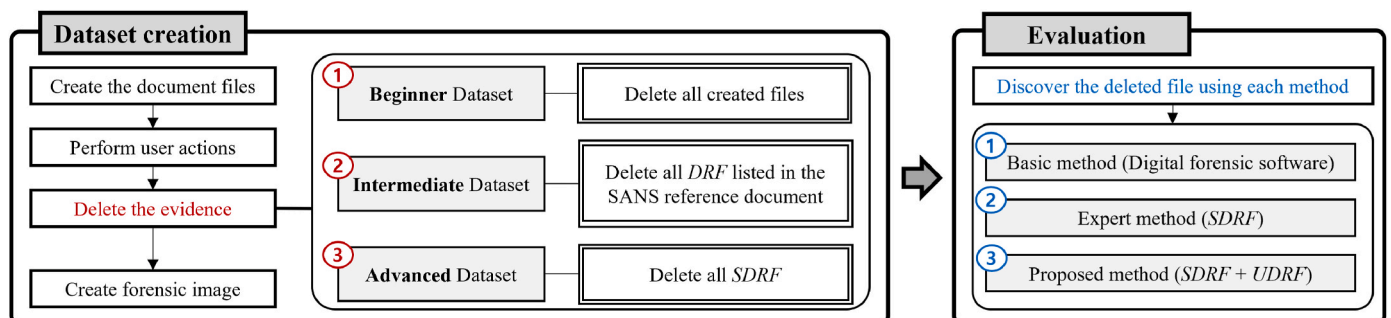 Dataset creation
Create the document files
Perform user actions
Delete the evidence
Create forensic image
1
Beginner Dataset
Delete all created files
2
Intermediate Dataset
Delete all DRF listed in the
SANS reference document
3
Advanced Dataset
Delete all SDRF
Evaluation
Discover the deleted file using each method
1
Basic method (Digital forensic software)
2
Expert method (SDRF)
3
Proposed method (SDRF + UDRF)